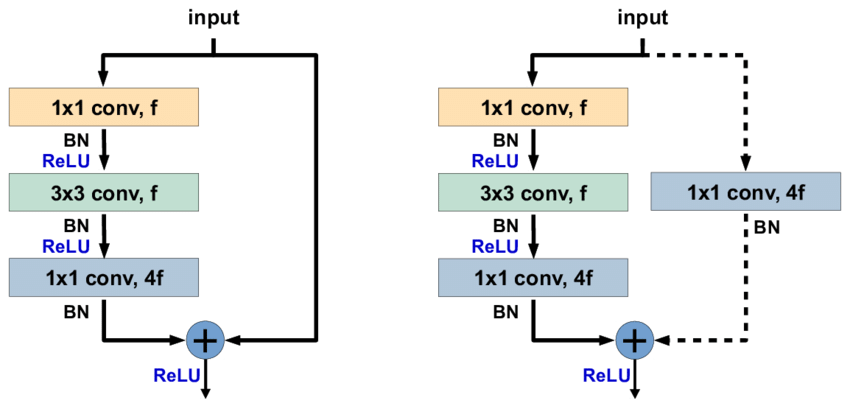 input
1x1 conv, f
BN
ReLU
3x3 conv, f
BN
ReLU
1x1 conv, 4f
BN
+
ReLU
input
1x1 conv, f
BN
ReLU
3x3 conv, f
1x1 conv, 4f
BN
BN
ReLU
1x1 conv, 4f
BN
+
ReLU